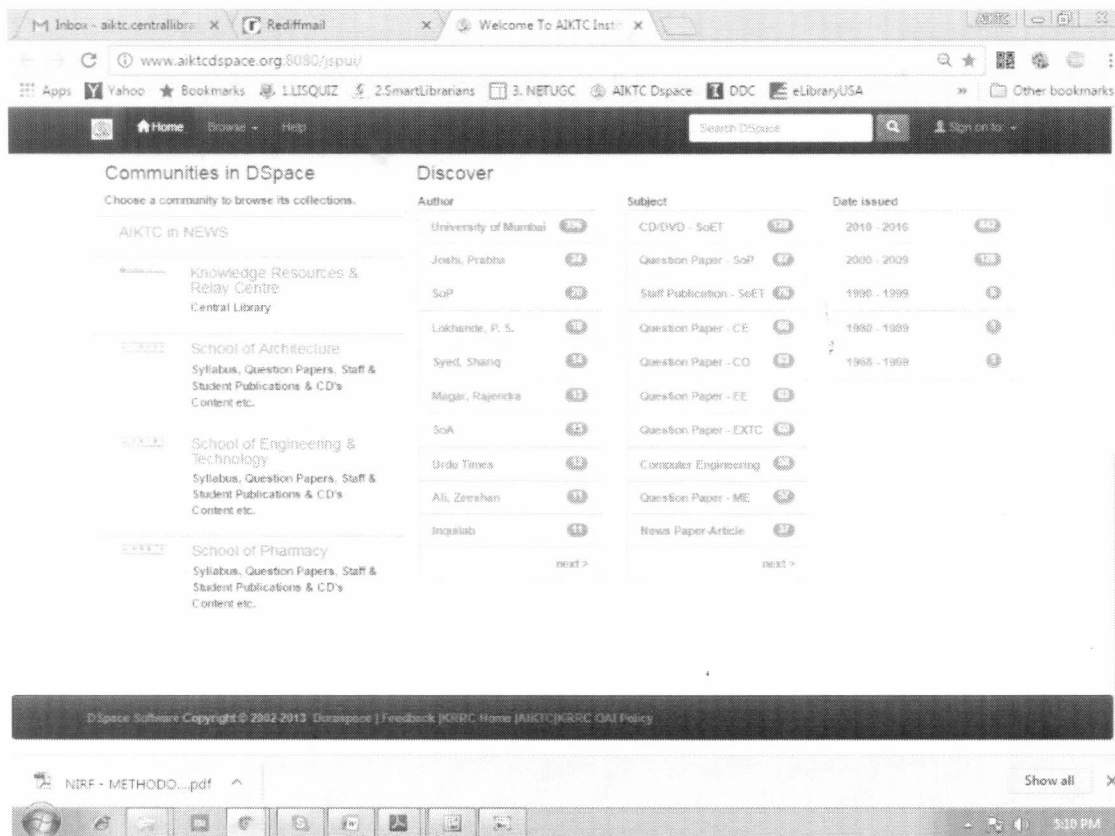 Inbox - aiktc.centrallibra
Rediffmail
Welcome To AIKTC Insti
AIKTC
www.aiktcdspace.org:8080/jspui/
Apps
Yahoo
Bookmarks
1.LISQUIZ
2.SmartLibrarians
3. NETUGC
AIKTC Dspace
DDC
eLibraryUSA
»
Other bookmarks
Home
Browse
Help
Search DSpace
Sign on to:
Communities in DSpace
Choose a community to browse its collections.
AIKTC in NEWS
Knowledge Resources &
Relay Centre
Central Library
School of Architecture
Syllabus, Question Papers, Staff &
Student Publications & CD's
Content etc.
School of Engineering &
Technology
Syllabus, Question Papers, Staff &
Student Publications & CD's
Content etc.
School of Pharmacy
Syllabus, Question Papers, Staff &
Student Publications & CD's
Content etc.
Discover
Author
University of Mumbai
Joshi, Prabha
SoP
Lokhande, P. S.
Syed, Shariq
Magar, Rajendra
SoA
Urdu Times
Ali, Zeeshan
Inquilab
next >
Subject
CD/DVD - SoET
Question Paper - SoP
Staff Publication - SoET
Question Paper - CE
Question Paper - CO
Question Paper - EE
Question Paper - EXTC
Computer Engineering
Question Paper - ME
News Paper-Article
next >
Date issued
2010 - 2016
2000 - 2009
1990 - 1999
1980 - 1989
1968 - 1969
DSpace Software Copyright © 2002-2013 Duraspace | Feedback |KRRC Home |AIKTC|KRRC OAI Policy
NIRF - METHODO....pdf
Show all
5:10 PM